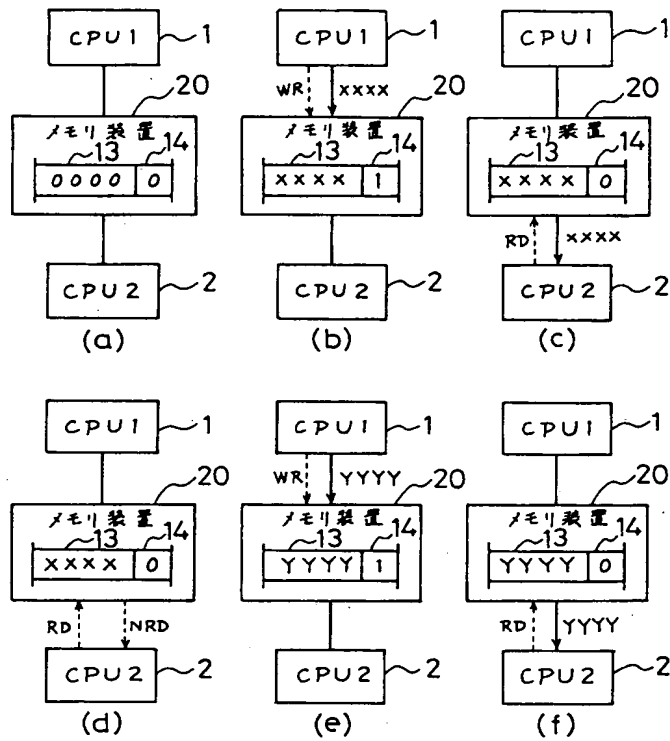 CPU1 1
20
メモリ装置
13 14
0000 0
CPU2 2
(a)
CPU1 1
WR XXXX
20
メモリ装置
13 14
XXXX 1
CPU2 2
(b)
CPU1 1
20
メモリ装置
13 14
XXXX 0
RD XXXX
CPU2 2
(c)
CPU1 1
20
メモリ装置
13 14
XXXX 0
RD NRD
CPU2 2
(d)
CPU1 1
WR YYYY
20
メモリ装置
13 14
YYYY 1
CPU2 2
(e)
CPU1 1
20
メモリ装置
13 14
YYYY 0
RD YYYY
CPU2 2
(f)